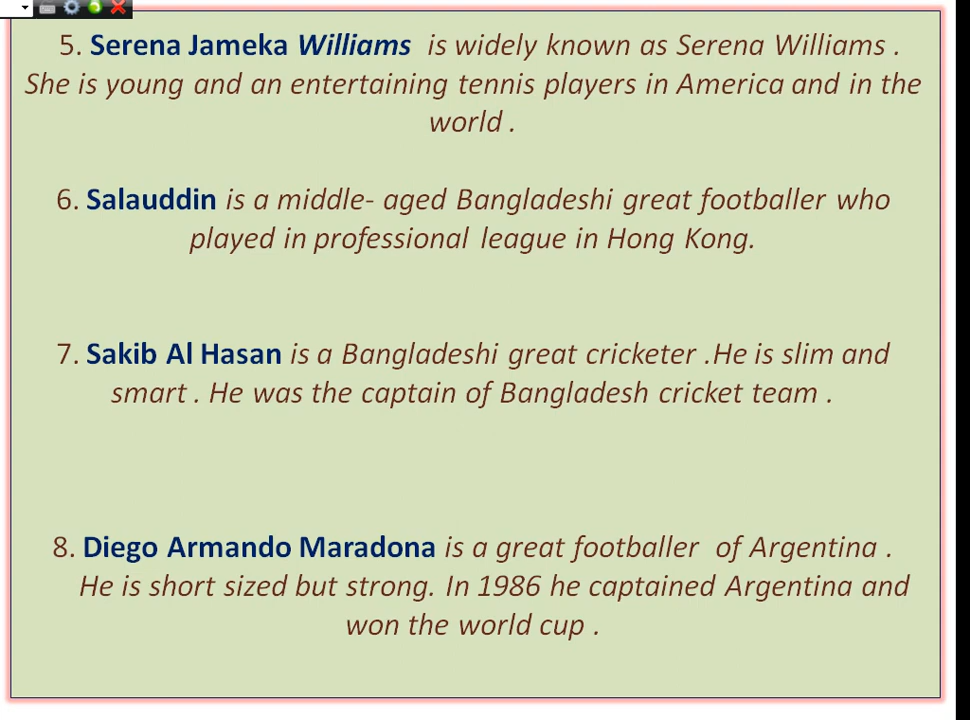 5. Serena Jameka Williams is widely known as Serena Williams .
She is young and an entertaining tennis players in America and in the
world .
6. Salauddin is a middle- aged Bangladeshi great footballer who
played in professional league in Hong Kong.
7. Sakib Al Hasan is a Bangladeshi great cricketer .He is slim and
smart . He was the captain of Bangladesh cricket team .
8. Diego Armando Maradona is a great footballer of Argentina .
He is short sized but strong. In 1986 he captained Argentina and
won the world cup .